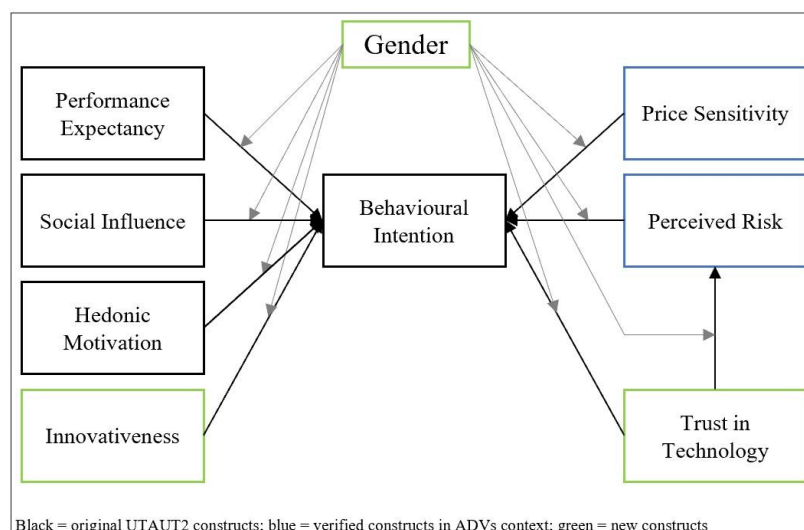 Gender
Performance
Expectancy
Price Sensitivity
Social Influence
Behavioural
Intention
Perceived Risk
Hedonic
Motivation
Innovativeness
Trust in
Technology
Black = original UTAUT2 constructs; blue = verified constructs in ADVs context; green = new constructs